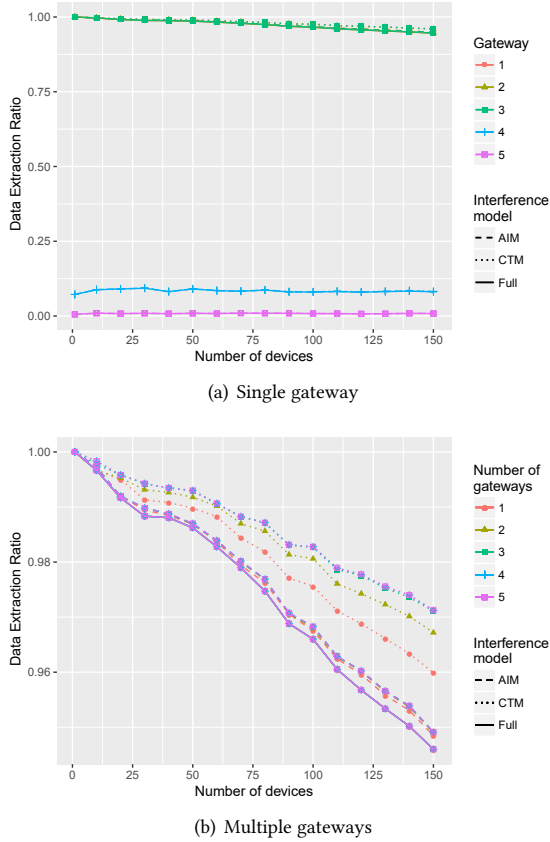 1.00
0.75
0.50
0.25
0.00
Data Extraction Ratio
0 25 50 75 100 125 150
Number of devices
Gateway
1
2
3
4
5
Interference
model
AIM
CTM
Full
(a) Single gateway
1.00
0.98
0.96
Data Extraction Ratio
0 25 50 75 100 125 150
Number of devices
Number of
gateways
1
2
3
4
5
Interference
model
AIM
CTM
Full
(b) Multiple gateways